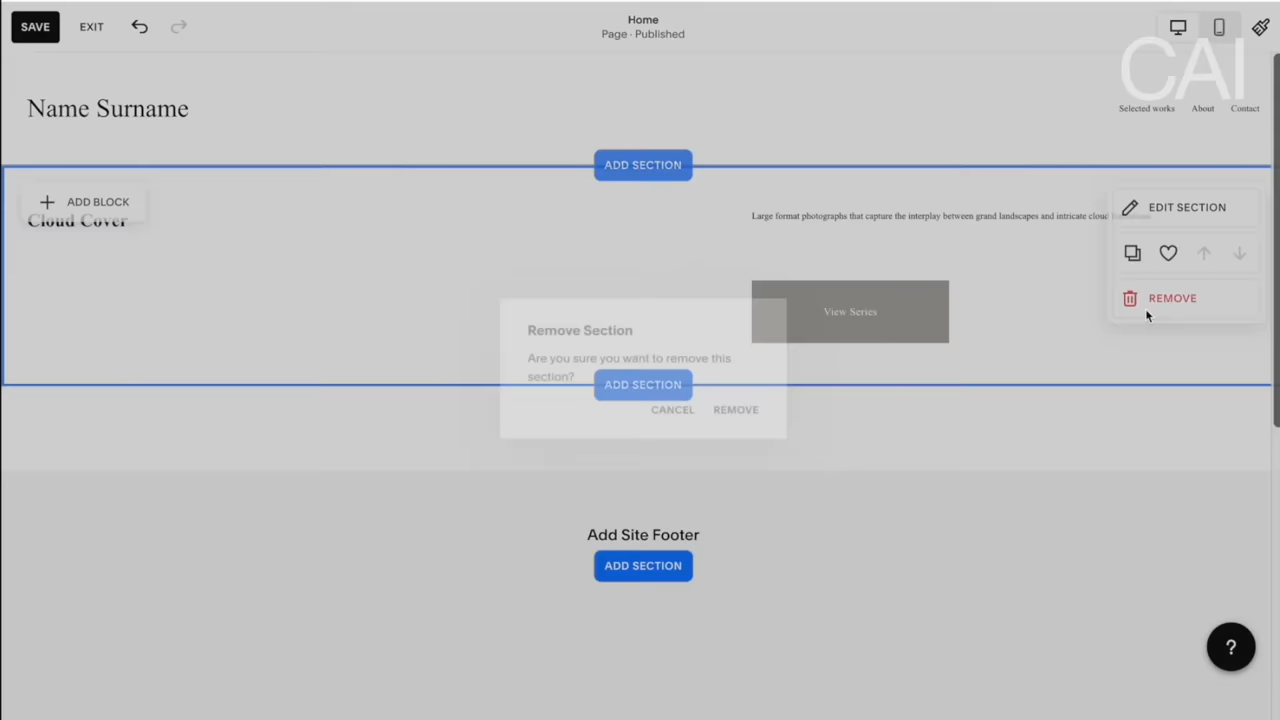 SAVE
EXIT
Home
Page · Published
CAI
Name Surname
Selected works
About
Contact
ADD SECTION
ADD BLOCK
Cloud Cover
Large format photographs that capture the interplay between grand landscapes and intricate cloud
EDIT SECTION
REMOVE
View Series
Remove Section
Are you sure you want to remove this
section?
ADD SECTION
CANCEL
REMOVE
Add Site Footer
ADD SECTION
?